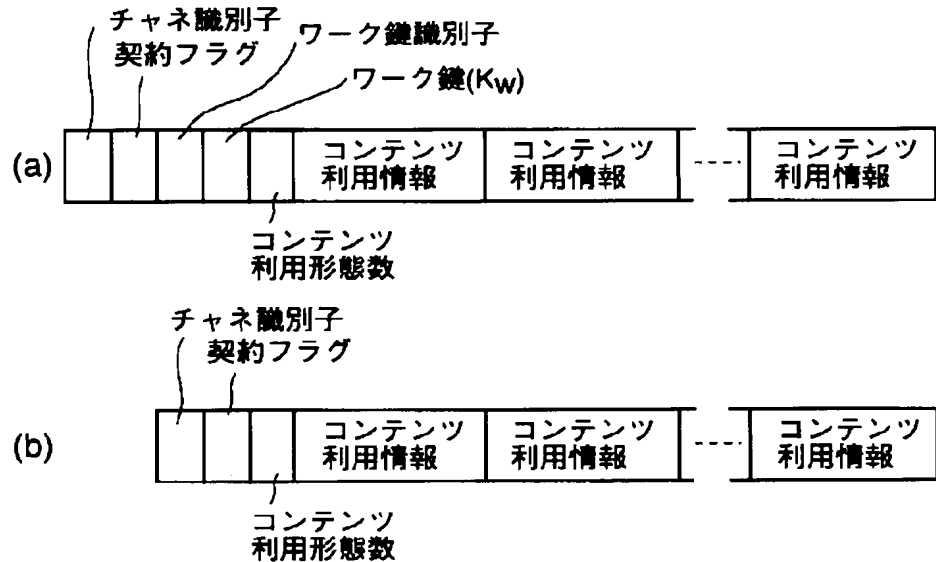 チャネ識別子
契約フラグ
ワーク鍵識別子
ワーク鍵(KW)
(a)
コンテンツ
利用情報
コンテンツ
利用情報
コンテンツ
利用情報
コンテンツ
利用形態数
チャネ識別子
契約フラグ
(b)
コンテンツ
利用情報
コンテンツ
利用情報
コンテンツ
利用情報
コンテンツ
利用形態数